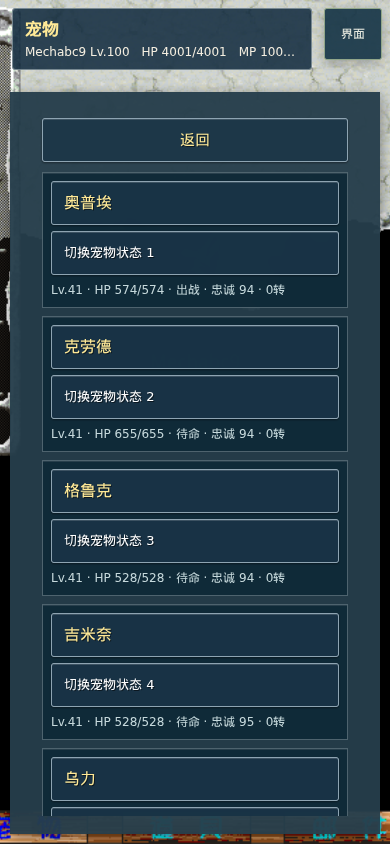 宠物
Mechabc9 Lv.100 HP 4001/4001 MP 100...
界面
返回
奥普埃
切换宠物状态 1
Lv.41 · HP 574/574 · 出战 · 忠诚 94 · 0转
克劳德
切换宠物状态 2
Lv.41 · HP 655/655 · 待命 · 忠诚 94 · 0转
格鲁克
切换宠物状态 3
Lv.41 · HP 528/528 · 待命 · 忠诚 94 · 0转
吉米奈
切换宠物状态 4
Lv.41 · HP 528/528 · 待命 · 忠诚 95 · 0转
乌力